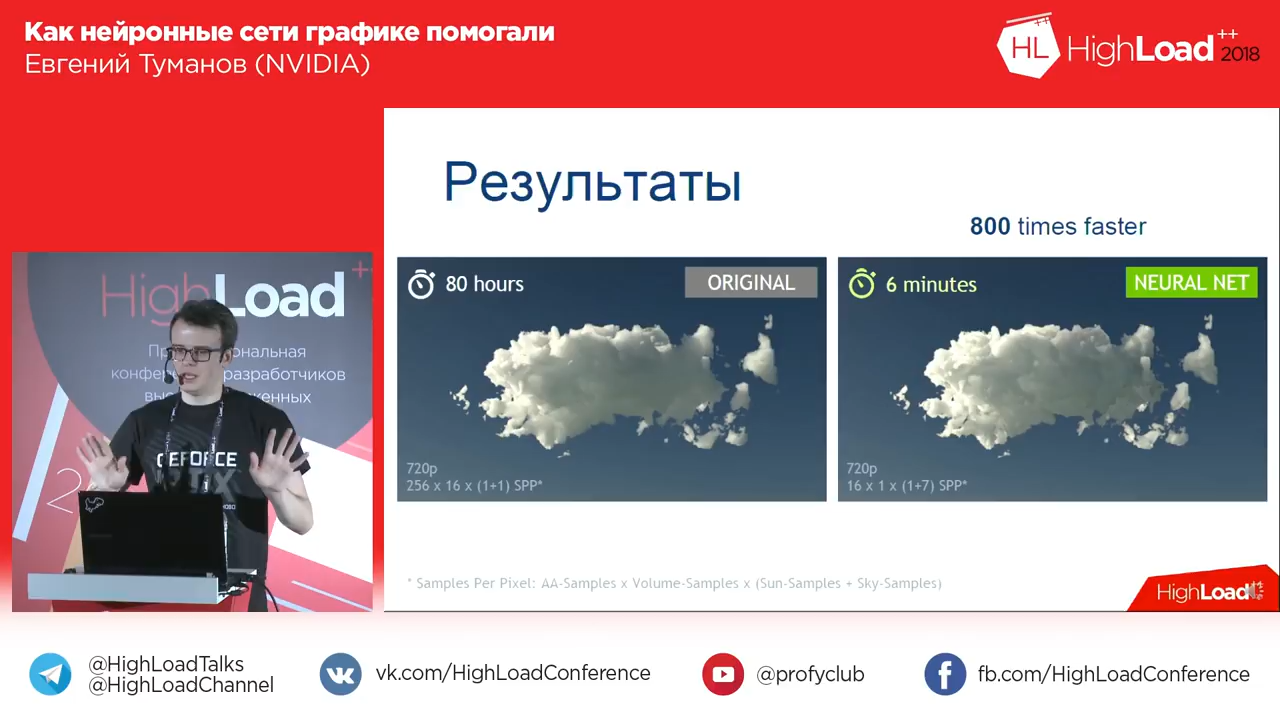 Как нейронные сети графике помогали
Евгений Туманов (NVIDIA)
HL ++
HighLoad ++ 2018
Результаты
800 times faster
80 hours
ORIGINAL
720p
256 x 16 x (1+1) SPP*
6 minutes
NEURAL NET
720p
16 x 1 x (1+7) SPP*
* Samples Per Pixel: AA-Samples x Volume-Samples x (Sun-Samples + Sky-Samples)
HighLoad ++
HighLoad ++
разработчиков
GEFORCE
@HighLoadTalks
@HighLoadChannel
vk.com/HighLoadConference
@profyclub
fb.com/HighLoadConference